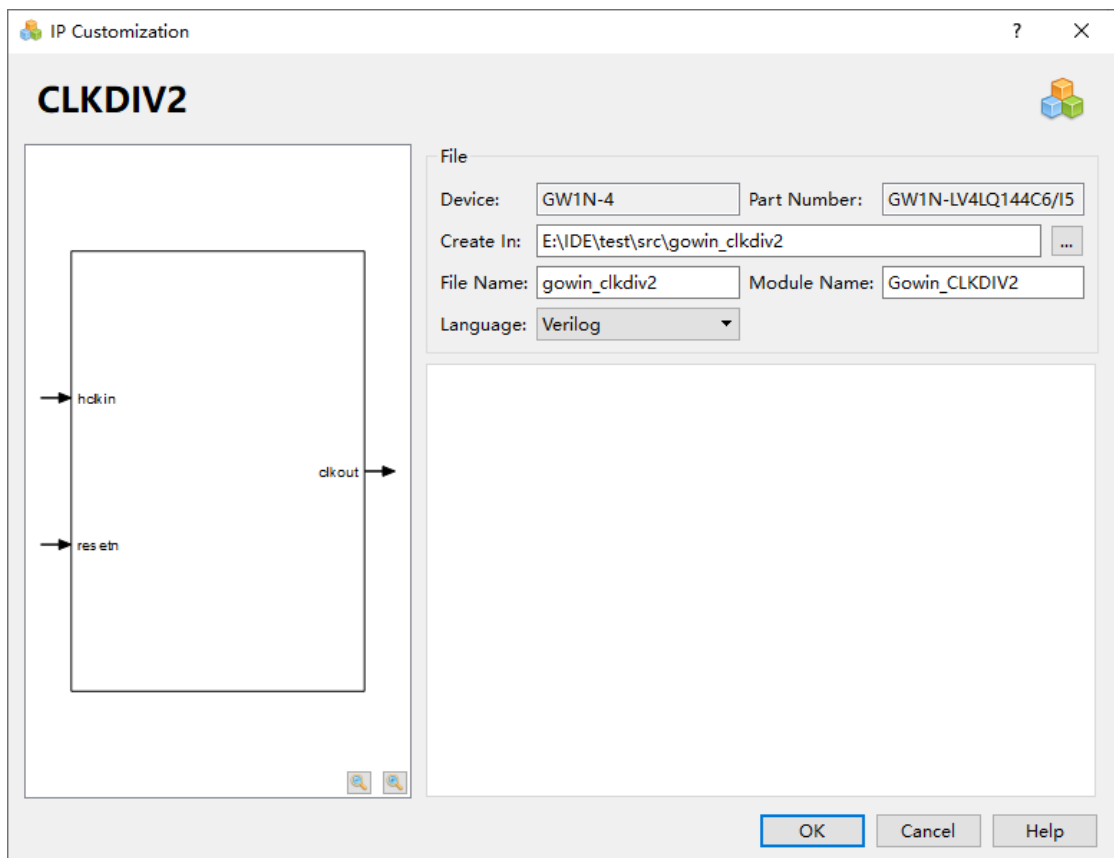 IP Customization
?
CLKDIV2
hclkin
resetn
clkout
File
Device: GW1N-4 Part Number: GW1N-LV4LQ144C6/I5
Create In: E:\IDE\test\src\gowin_clkdiv2 ...
File Name: gowin_clkdiv2 Module Name: Gowin_CLKDIV2
Language: Verilog
OK Cancel Help